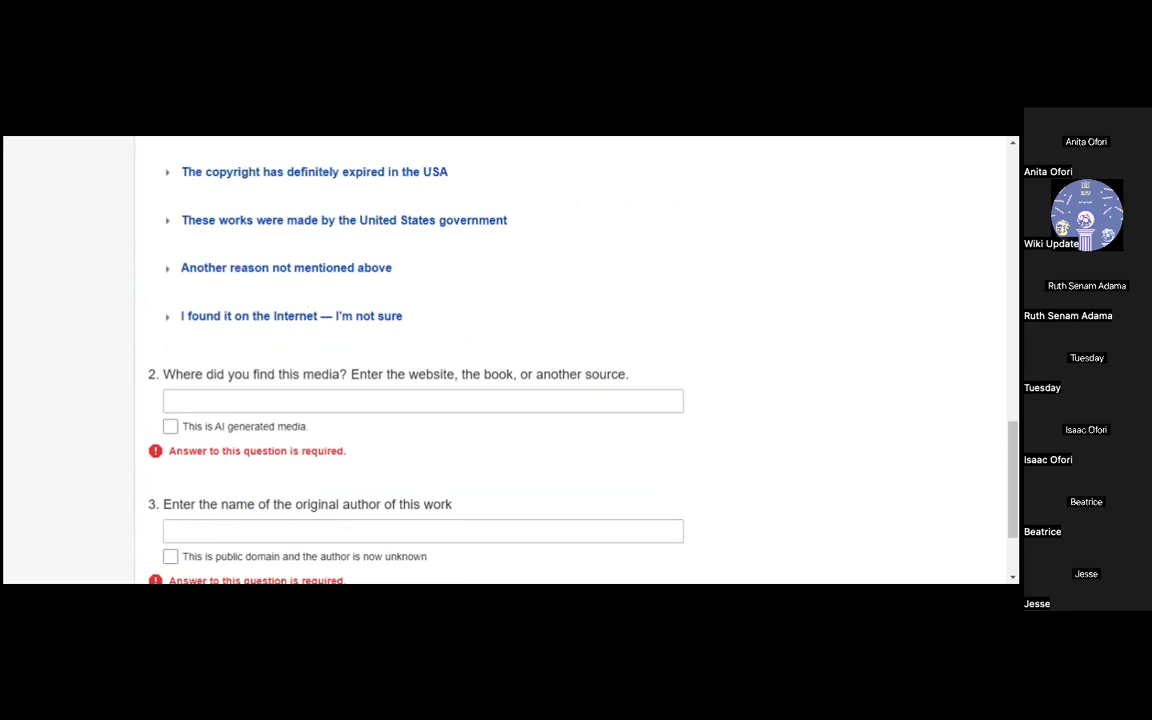 The copyright has definitely expired in the USA
These works were made by the United States government
Another reason not mentioned above
I found it on the Internet — I'm not sure
2. Where did you find this media? Enter the website, the book, or another source.
This is AI generated media.
Answer to this question is required.
3. Enter the name of the original author of this work
This is public domain and the author is now unknown
Answer to this question is required.
Anita Ofori
Anita Ofori
Wiki Update
Ruth Senam Adama
Ruth Senam Adama
Tuesday
Tuesday
Isaac Ofori
Isaac Ofori
Beatrice
Beatrice
Jesse
Jesse